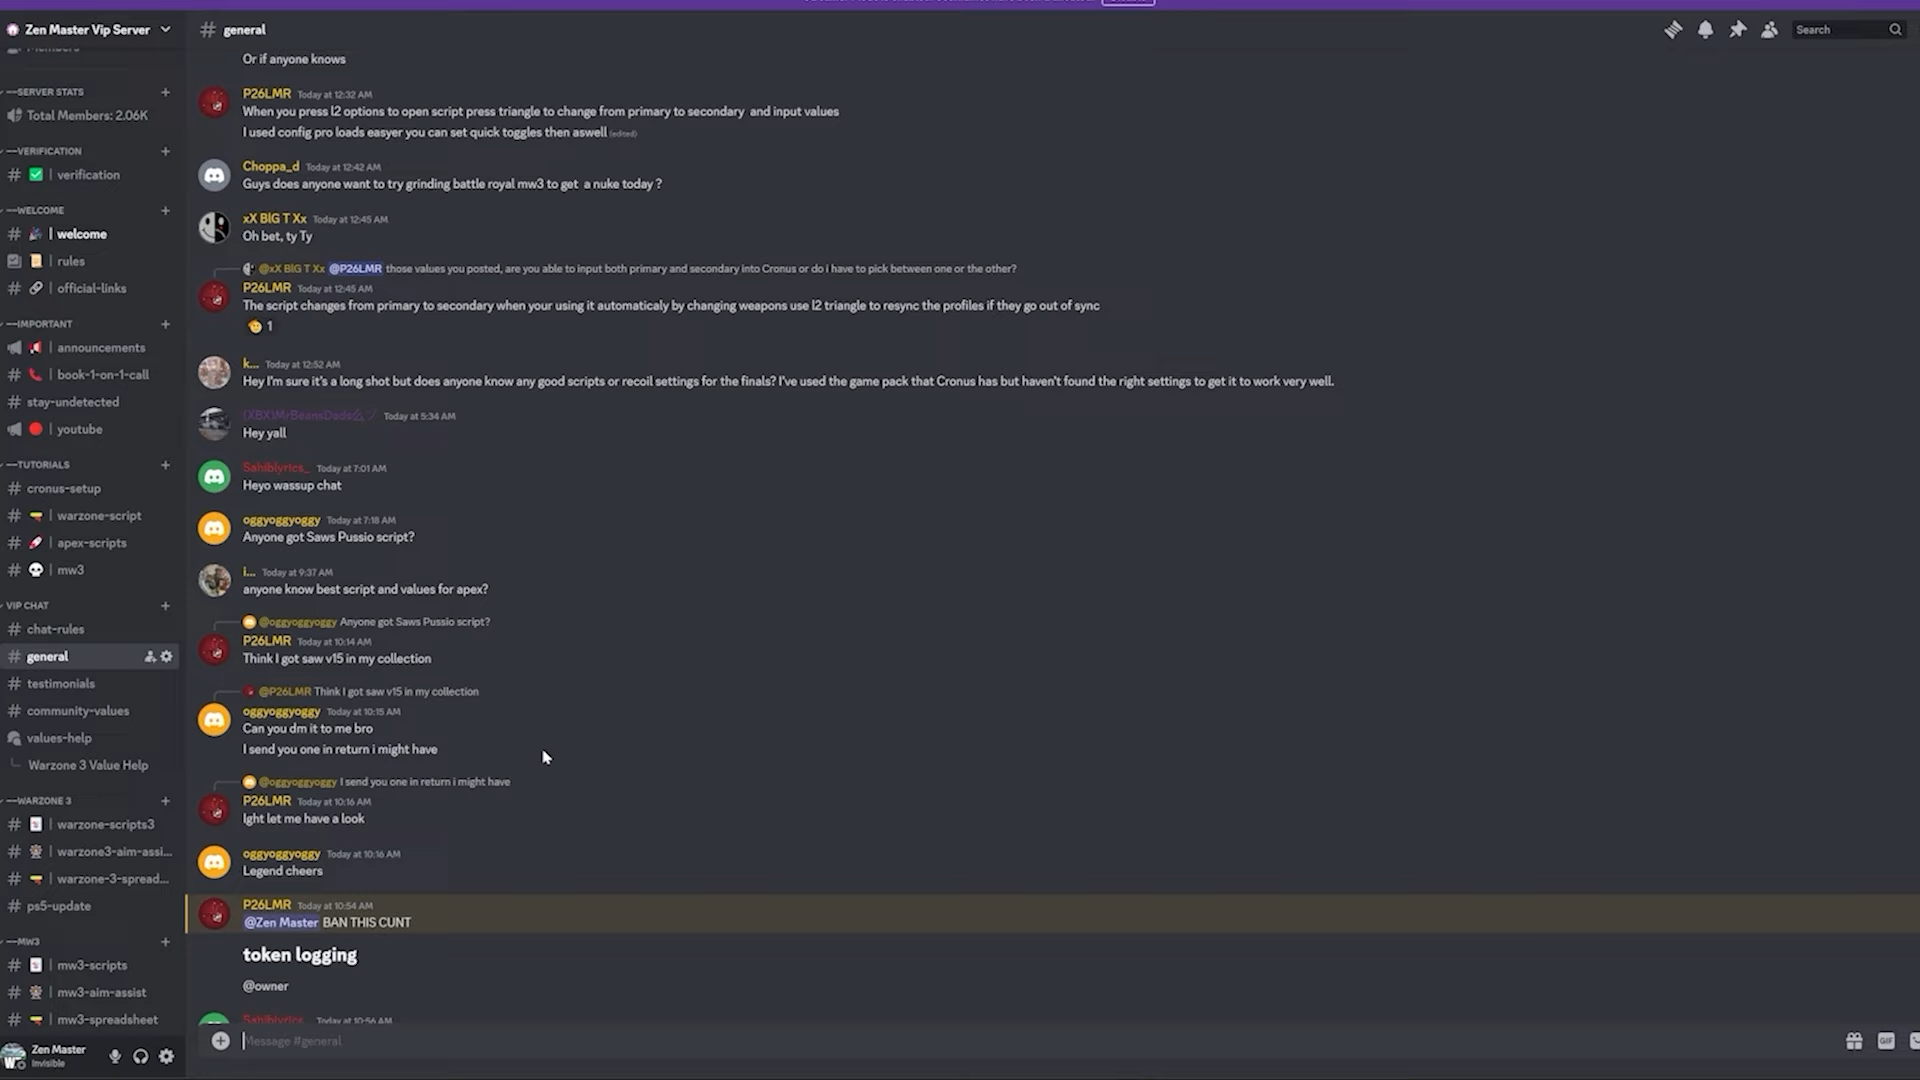 Zen Master Vip Server
Members
—SERVER STATS
Total Members: 2.06K
—VERIFICATION
| verification
—WELCOME
| welcome
| rules
| official-links
—IMPORTANT
| announcements
| book-1-on-1-call
stay-undetected
| youtube
—TUTORIALS
cronus-setup
| warzone-script
| apex-scripts
| mw3
VIP CHAT
chat-rules
general
testimonials
community-values
values-help
Warzone 3 Value Help
—WARZONE 3
| warzone-scripts3
| warzone3-aim-assi...
| warzone-3-spread...
ps5-update
—MW3
| mw3-scripts
| mw3-aim-assist
| mw3-spreadsheet
Zen Master
Invisible
# general
Search
Or if anyone knows
P26LMR Today at 12:32 AM
When you press l2 options to open script press triangle to change from primary to secondary and input values
I used config pro loads easyer you can set quick toggles then aswell (edited)
Choppa_d Today at 12:42 AM
Guys does anyone want to try grinding battle royal mw3 to get a nuke today ?
xX BIG T Xx Today at 12:45 AM
Oh bet, ty Ty
@xX BIG T Xx @P26LMR those values you posted, are you able to input both primary and secondary into Cronus or do i have to pick between one or the other?
P26LMR Today at 12:45 AM
The script changes from primary to secondary when your using it automaticaly by changing weapons use l2 triangle to resync the profiles if they go out of sync
1
k... Today at 12:52 AM
Hey I'm sure it's a long shot but does anyone know any good scripts or recoil settings for the finals? I've used the game pack that Cronus has but haven't found the right settings to get it to work very well.
Today at 5:34 AM
Hey yall
Sahiblyrics_ Today at 7:01 AM
Heyo wassup chat
oggyoggyoggy Today at 7:18 AM
Anyone got Saws Pussio script?
i... Today at 9:37 AM
anyone know best script and values for apex?
@oggyoggyoggy Anyone got Saws Pussio script?
P26LMR Today at 10:14 AM
Think I got saw v15 in my collection
@P26LMR Think I got saw v15 in my collection
oggyoggyoggy Today at 10:15 AM
Can you dm it to me bro
I send you one in return i might have
@oggyoggyoggy I send you one in return i might have
P26LMR Today at 10:16 AM
Ight let me have a look
oggyoggyoggy Today at 10:16 AM
Legend cheers
P26LMR Today at 10:54 AM
@Zen Master BAN THIS CUNT
token logging
@owner
Sahiblyrics_ Today at 10:56 AM
Message #general
GIF